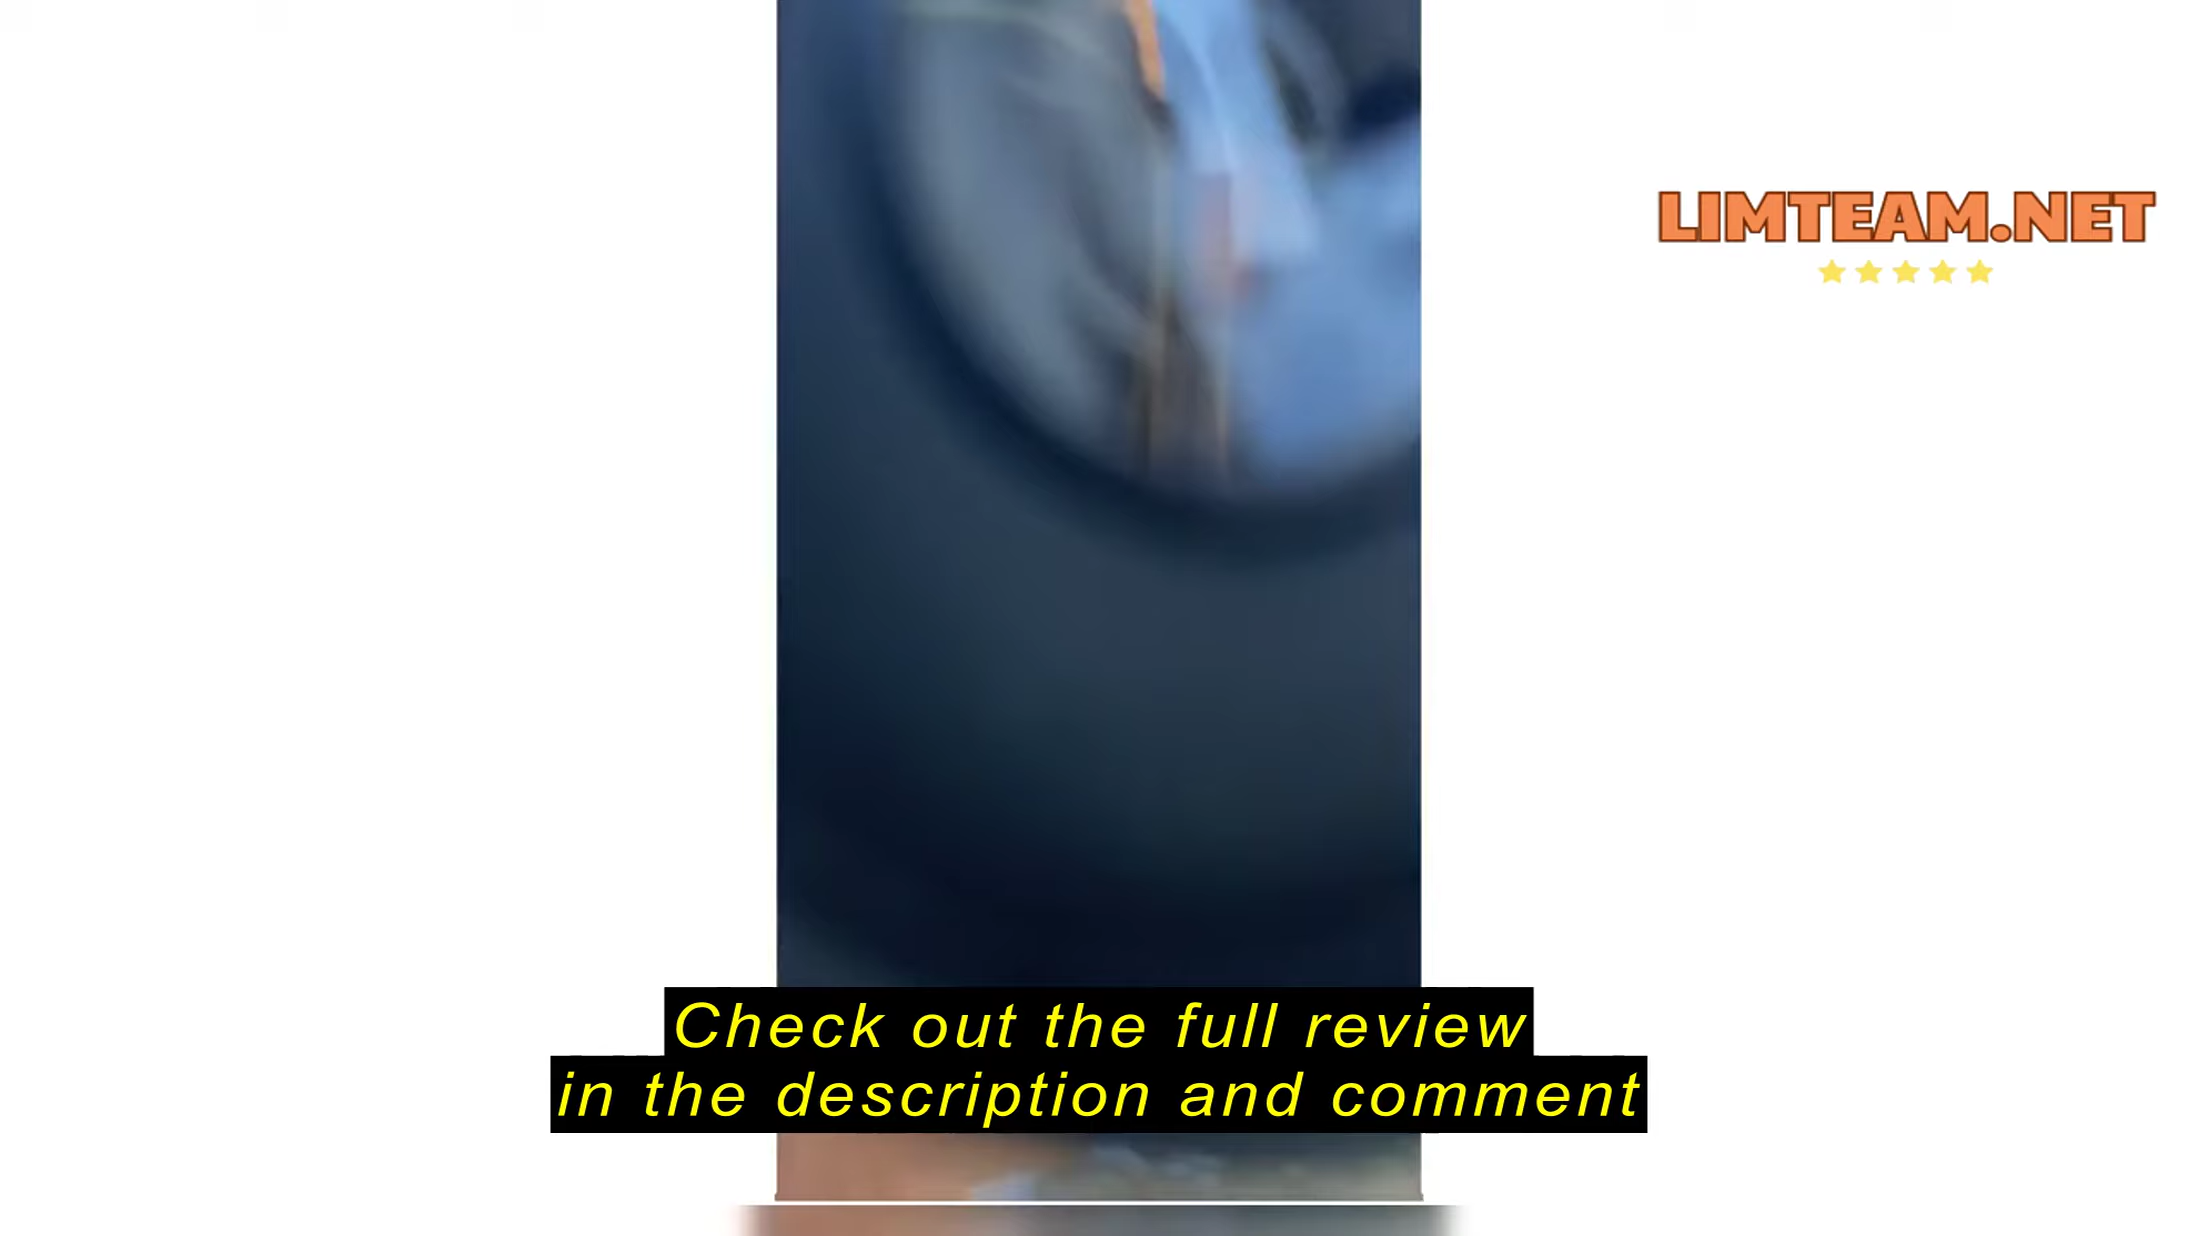 LIMTEAM.NET
Check out the full review
in the description and comment